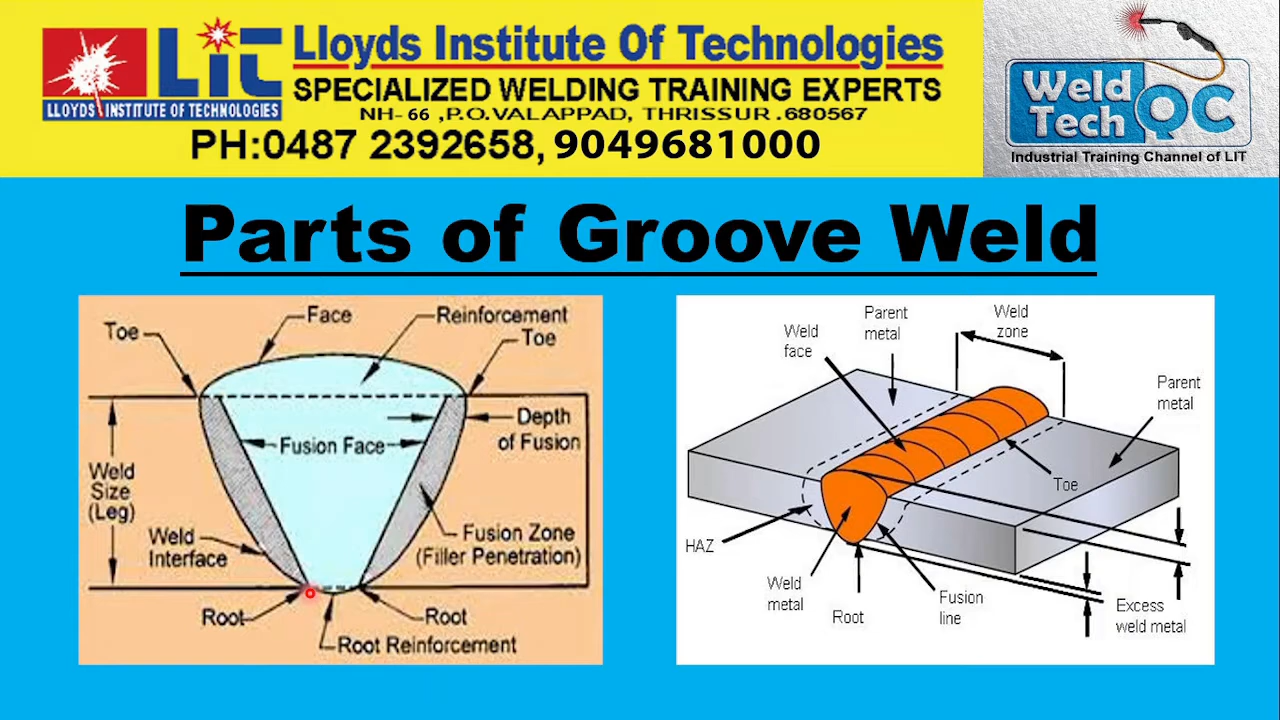 LiT
LLOYDS INSTITUTE OF TECHNOLOGIES
Lloyds Institute Of Technologies
SPECIALIZED WELDING TRAINING EXPERTS
NH-66 ,P.O.VALAPPAD, THRISSUR .680567
PH:0487 2392658, 9049681000
Weld
Tech
QC
Industrial Training Channel of LIT
Parts of Groove Weld
Face
Reinforcement
Toe
Toe
Depth
of Fusion
Fusion Face
Weld
Size
(Leg)
Weld
Interface
Fusion Zone
(Filler Penetration)
Root
Root
Root Reinforcement
Parent
metal
Weld
zone
Weld
face
Parent
metal
Toe
HAZ
Weld
metal
Root
Fusion
line
Excess
weld metal